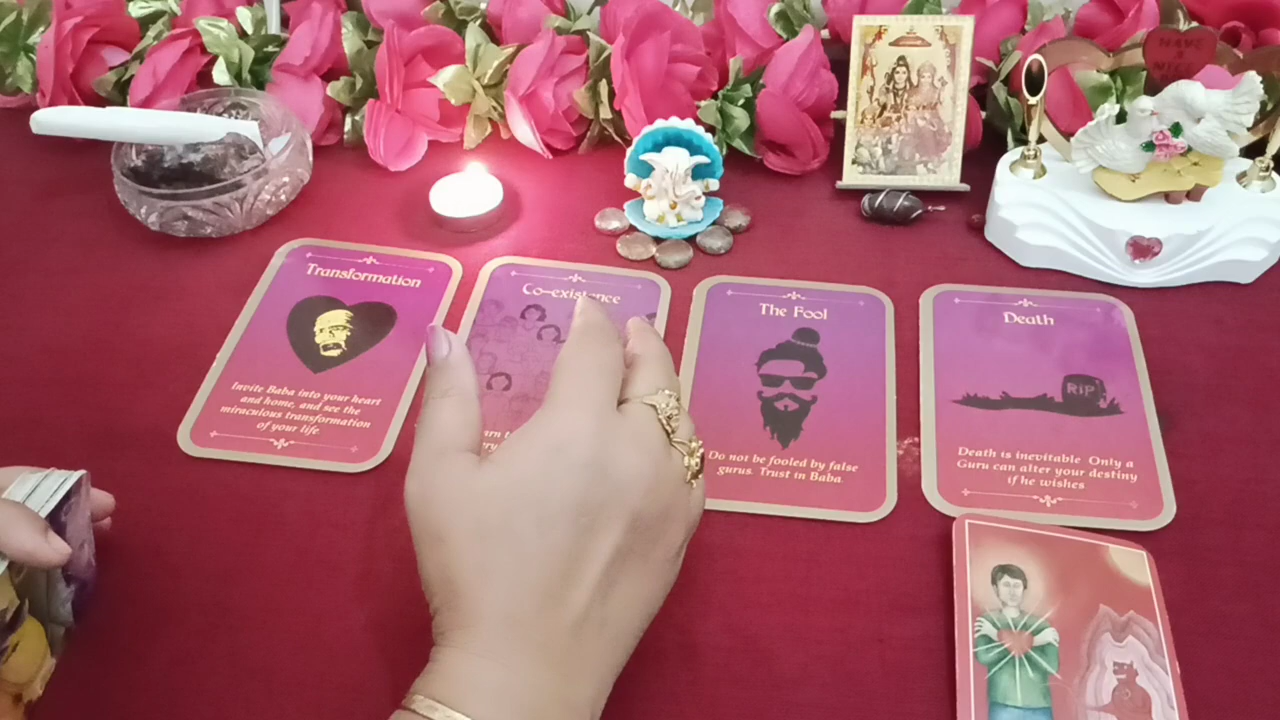 Transformation
Invite Baba into your heart
and home, and see the
miraculous transformation
of your life.
Co-existence
The Fool
Do not be fooled by false
gurus. Trust in Baba.
Death
RIP
Death is inevitable Only a
Guru can alter your destiny
if he wishes
HAVE
A